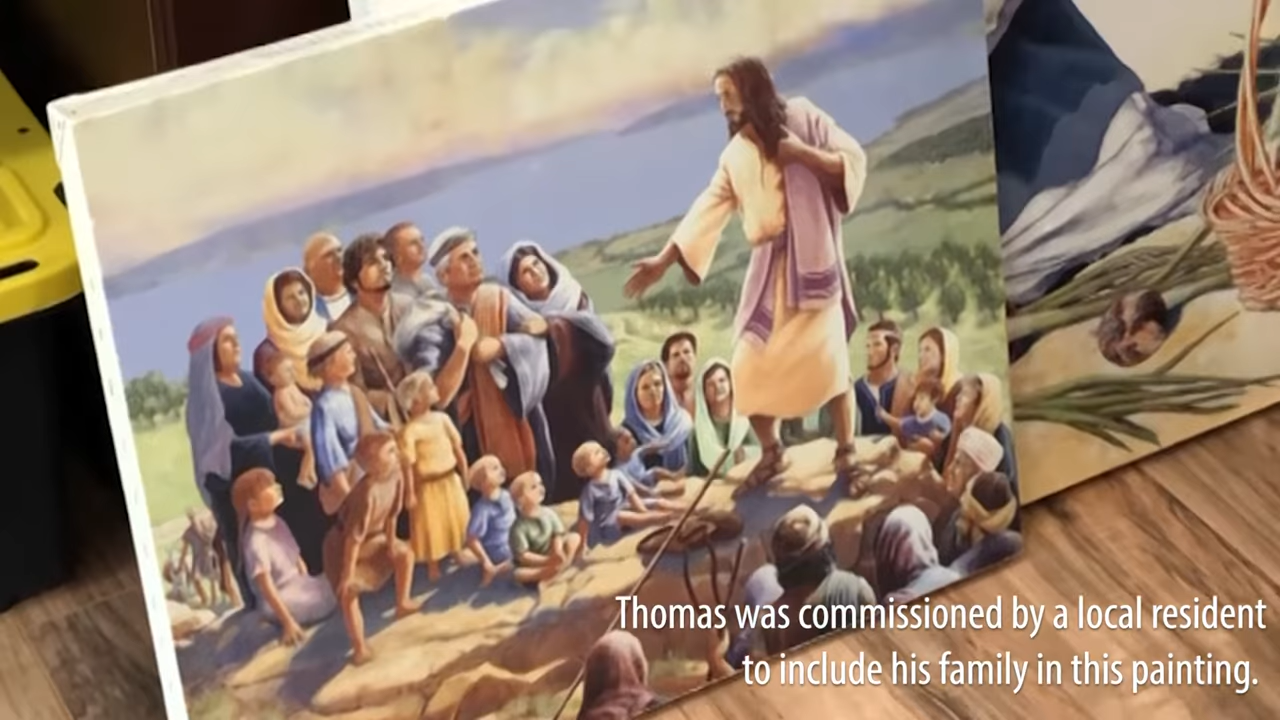 Thomas was commissioned by a local resident
to include his family in this painting.